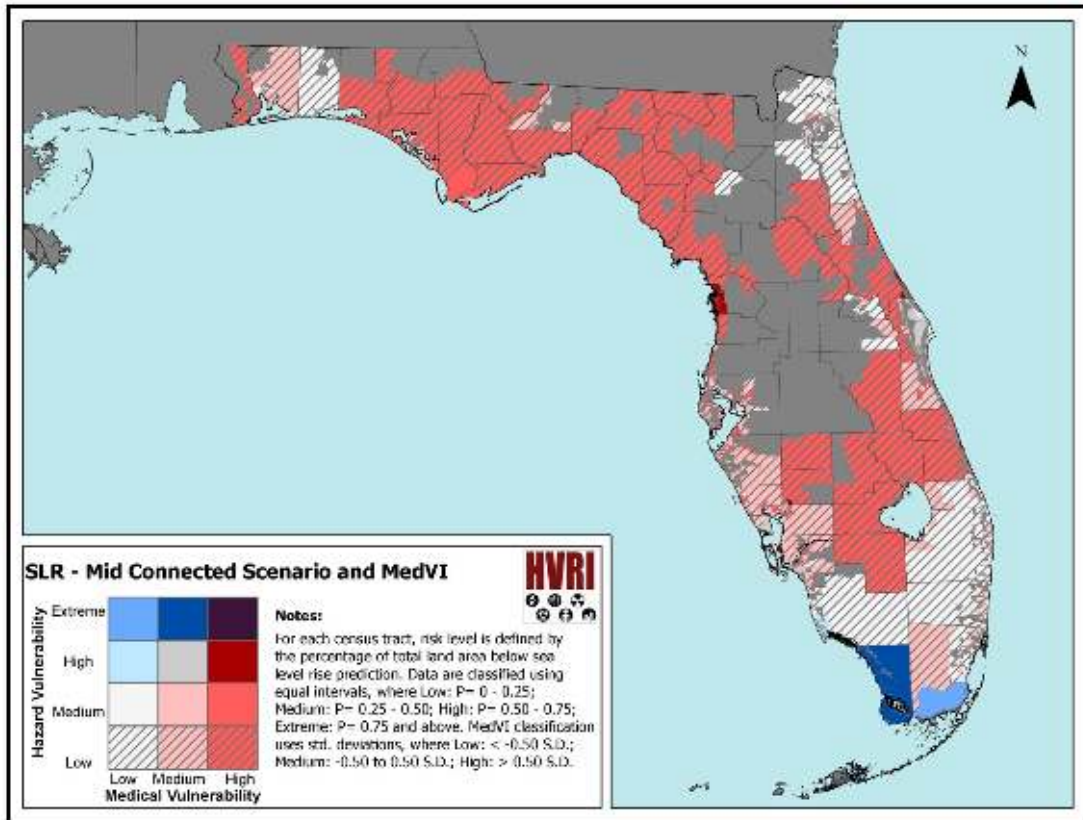 N
SLR - Mid Connected Scenario and MedVI
HVRI
Hazard Vulnerability
Extreme
High
Medium
Low
Low Medium High
Medical Vulnerability
Notes:
For each census tract, risk level is defined by
the percentage of total land area below sea
level rise prediction. Data are classified using
equal intervals, where Low: P= 0 - 0.25;
Medium: P= 0.25 - 0.50; High: P= 0.50 - 0.75;
Extreme: P= 0.75 and above. MedVI classification
uses std. deviations, where Low: < -0.50 S.D.;
Medium: -0.50 to 0.50 S.D.; High: > 0.50 S.D.